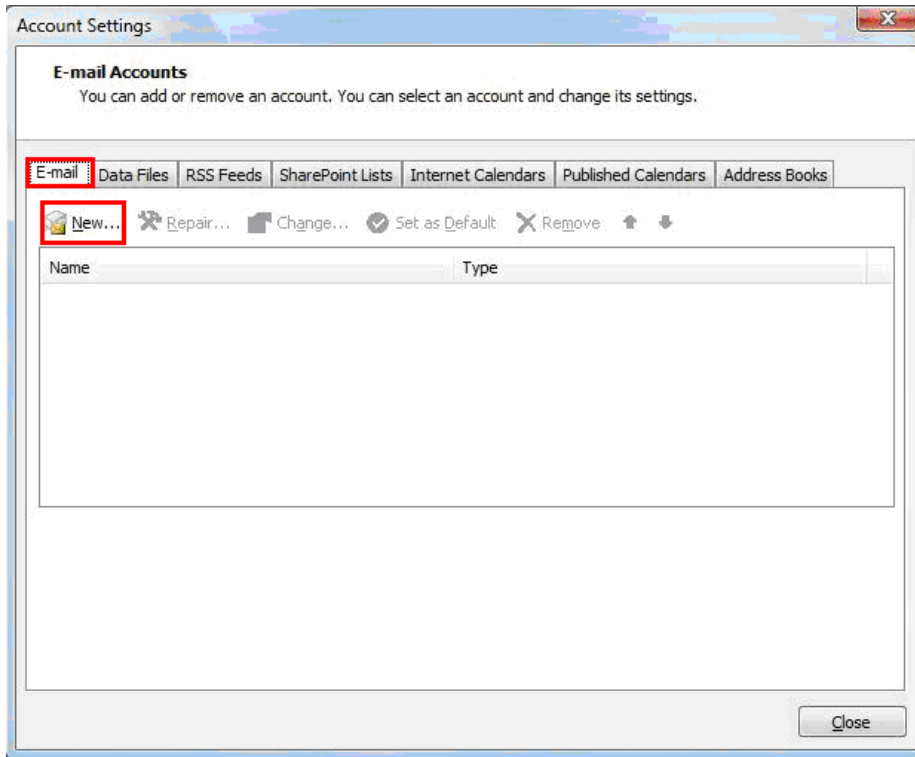 Account Settings
E-mail Accounts
You can add or remove an account. You can select an account and change its settings.
E-mail Data Files RSS Feeds SharePoint Lists Internet Calendars Published Calendars Address Books
New... Repair... Change... Set as Default Remove
Name Type
Close